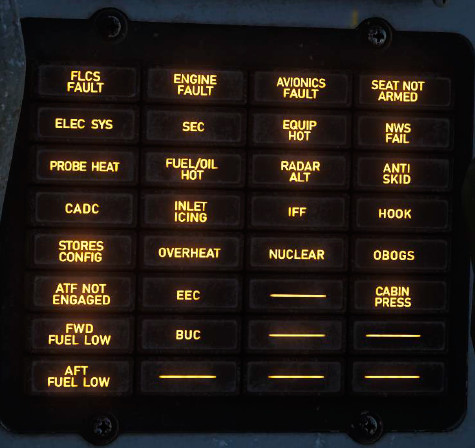 FLCS
FAULT
ENGINE
FAULT
AVIONICS
FAULT
SEAT NOT
ARMED
ELEC SYS
SEC
EQUIP
HOT
NWS
FAIL
PROBE HEAT
FUEL/OIL
HOT
RADAR
ALT
ANTI
SKID
CADC
INLET
ICING
IFF
HOOK
STORES
CONFIG
OVERHEAT
NUCLEAR
OBOGS
ATF NOT
ENGAGED
EEC
CABIN
PRESS
FWD
FUEL LOW
BUC
AFT
FUEL LOW